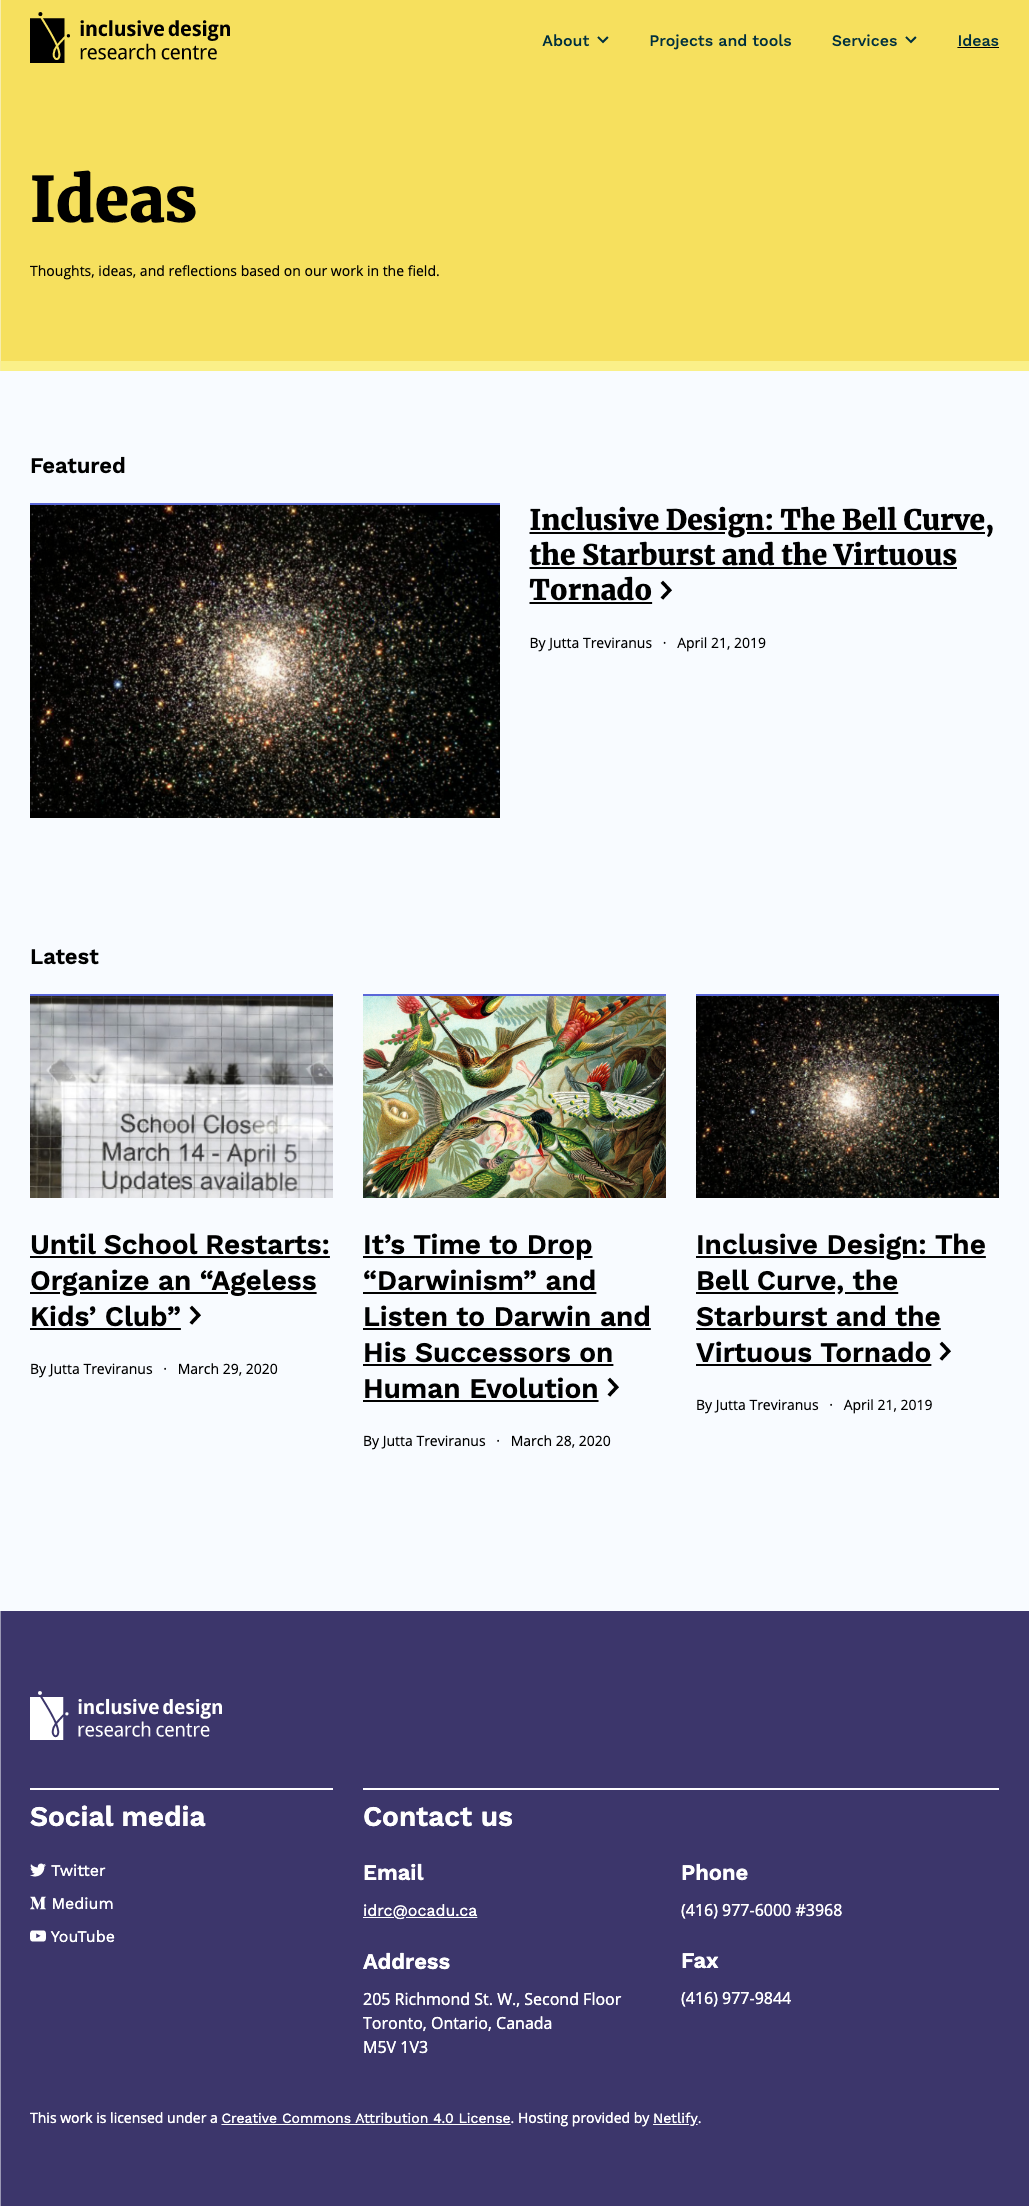 inclusive design
research centre
About
Projects and tools
Services
Ideas
Ideas
Thoughts, ideas, and reflections based on our work in the field.
Featured
Inclusive Design: The Bell Curve,
the Starburst and the Virtuous
Tornado
By Jutta Treviranus · April 21, 2019
Latest
School Closed
March 14 - April 5
Updates available
Until School Restarts:
Organize an “Ageless
Kids’ Club”
By Jutta Treviranus · March 29, 2020
It’s Time to Drop
“Darwinism” and
Listen to Darwin and
His Successors on
Human Evolution
By Jutta Treviranus · March 28, 2020
Inclusive Design: The
Bell Curve, the
Starburst and the
Virtuous Tornado
By Jutta Treviranus · April 21, 2019
inclusive design
research centre
Social media
Twitter
Medium
YouTube
Contact us
Email
idrc@ocadu.ca
Address
205 Richmond St. W., Second Floor
Toronto, Ontario, Canada
M5V 1V3
Phone
(416) 977-6000 #3968
Fax
(416) 977-9844
This work is licensed under a Creative Commons Attribution 4.0 License. Hosting provided by Netlify.